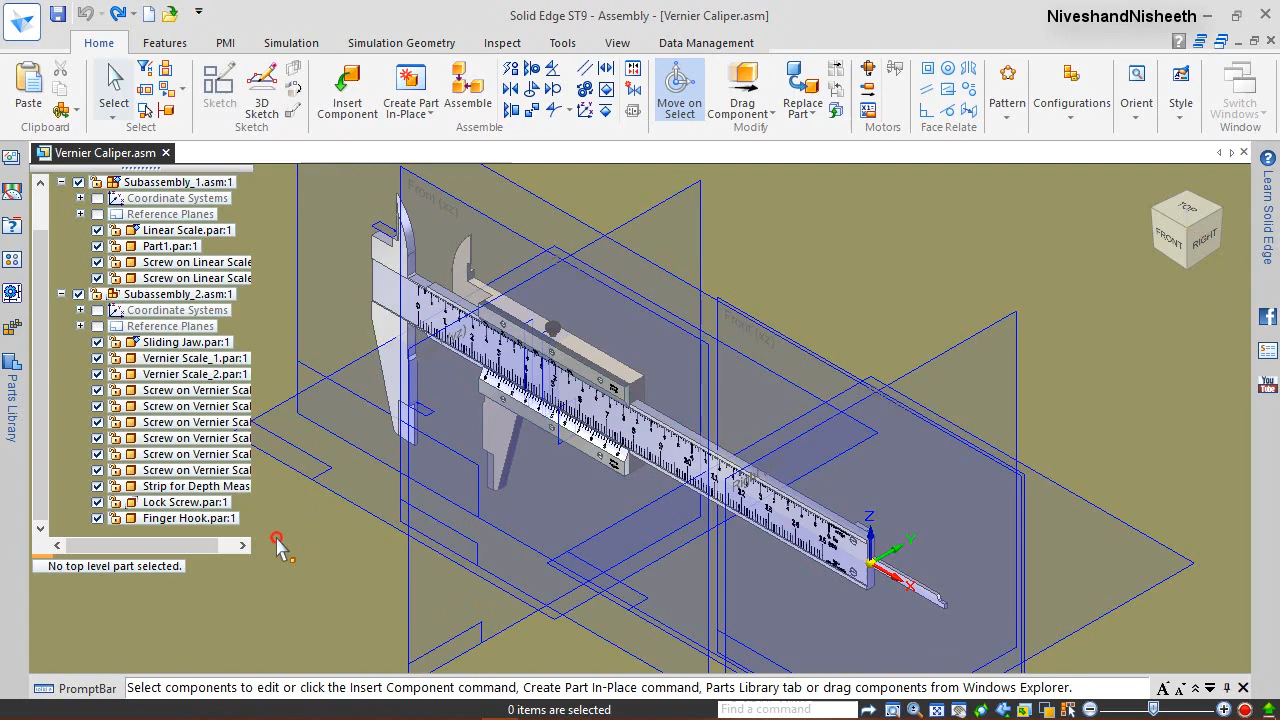 Solid Edge ST9 - Assembly - [Vernier Caliper.asm]
NiveshandNisheeth
Home Features PMI Simulation Simulation Geometry Inspect Tools View Data Management
Paste
Select
Sketch
3D Sketch
Insert Component
Create Part In-Place
Assemble
Move on Select
Drag Component
Replace Part
Pattern
Configurations
Orient
Style
Switch Windows
Clipboard Select Sketch Assemble Modify Motors Face Relate Window
Vernier Caliper.asm
Subassembly_1.asm:1
Coordinate Systems
Reference Planes
Linear Scale.par:1
Part1.par:1
Screw on Linear Scale
Screw on Linear Scale
Subassembly_2.asm:1
Coordinate Systems
Reference Planes
Sliding Jaw.par:1
Vernier Scale_1.par:1
Vernier Scale_2.par:1
Screw on Vernier Scal
Screw on Vernier Scal
Screw on Vernier Scal
Screw on Vernier Scal
Screw on Vernier Scal
Screw on Vernier Scal
Strip for Depth Meas
Lock Screw.par:1
Finger Hook.par:1
No top level part selected.
Parts Library
Front (xz)
Front (xz)
TOP
FRONT
RIGHT
Z
Y
X
Learn Solid Edge
You Tube
PromptBar
Select components to edit or click the Insert Component command, Create Part In-Place command, Parts Library tab or drag components from Windows Explorer.
0 items are selected
Find a command